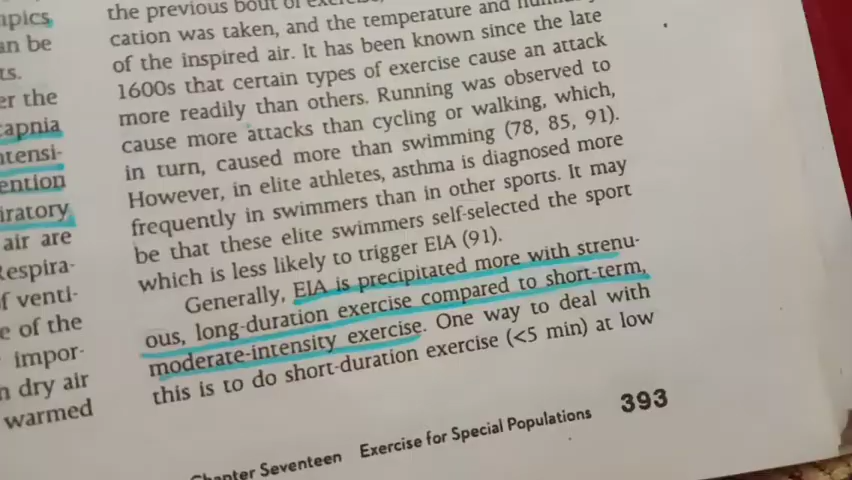 apics
an be
ts.
er the
capnia
ntensi-
ention
iratory
air are
Respira-
f venti-
e of the
impor-
n dry air
warmed
the previous bout of
cation was taken, and the temperature and
of the inspired air. It has been known since the late
1600s that certain types of exercise cause an attack
more readily than others. Running was observed to
cause more attacks than cycling or walking, which,
in turn, caused more than swimming (78, 85, 91).
However, in elite athletes, asthma is diagnosed more
frequently in swimmers than in other sports. It may
be that these elite swimmers self-selected the sport
which is less likely to trigger EIA (91).
Generally, EIA is precipitated more with strenu-
ous, long-duration exercise compared to short-term,
moderate-intensity exercise. One way to deal with
this is to do short-duration exercise (<5 min) at low
Chapter Seventeen Exercise for Special Populations 393